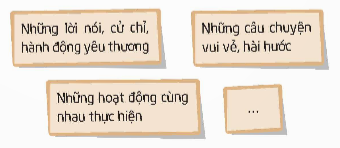 Những lời nói, cử chỉ,
hành động yêu thương
Những câu chuyện
vui vẻ, hài hước
Những hoạt động cùng
nhau thực hiện
...